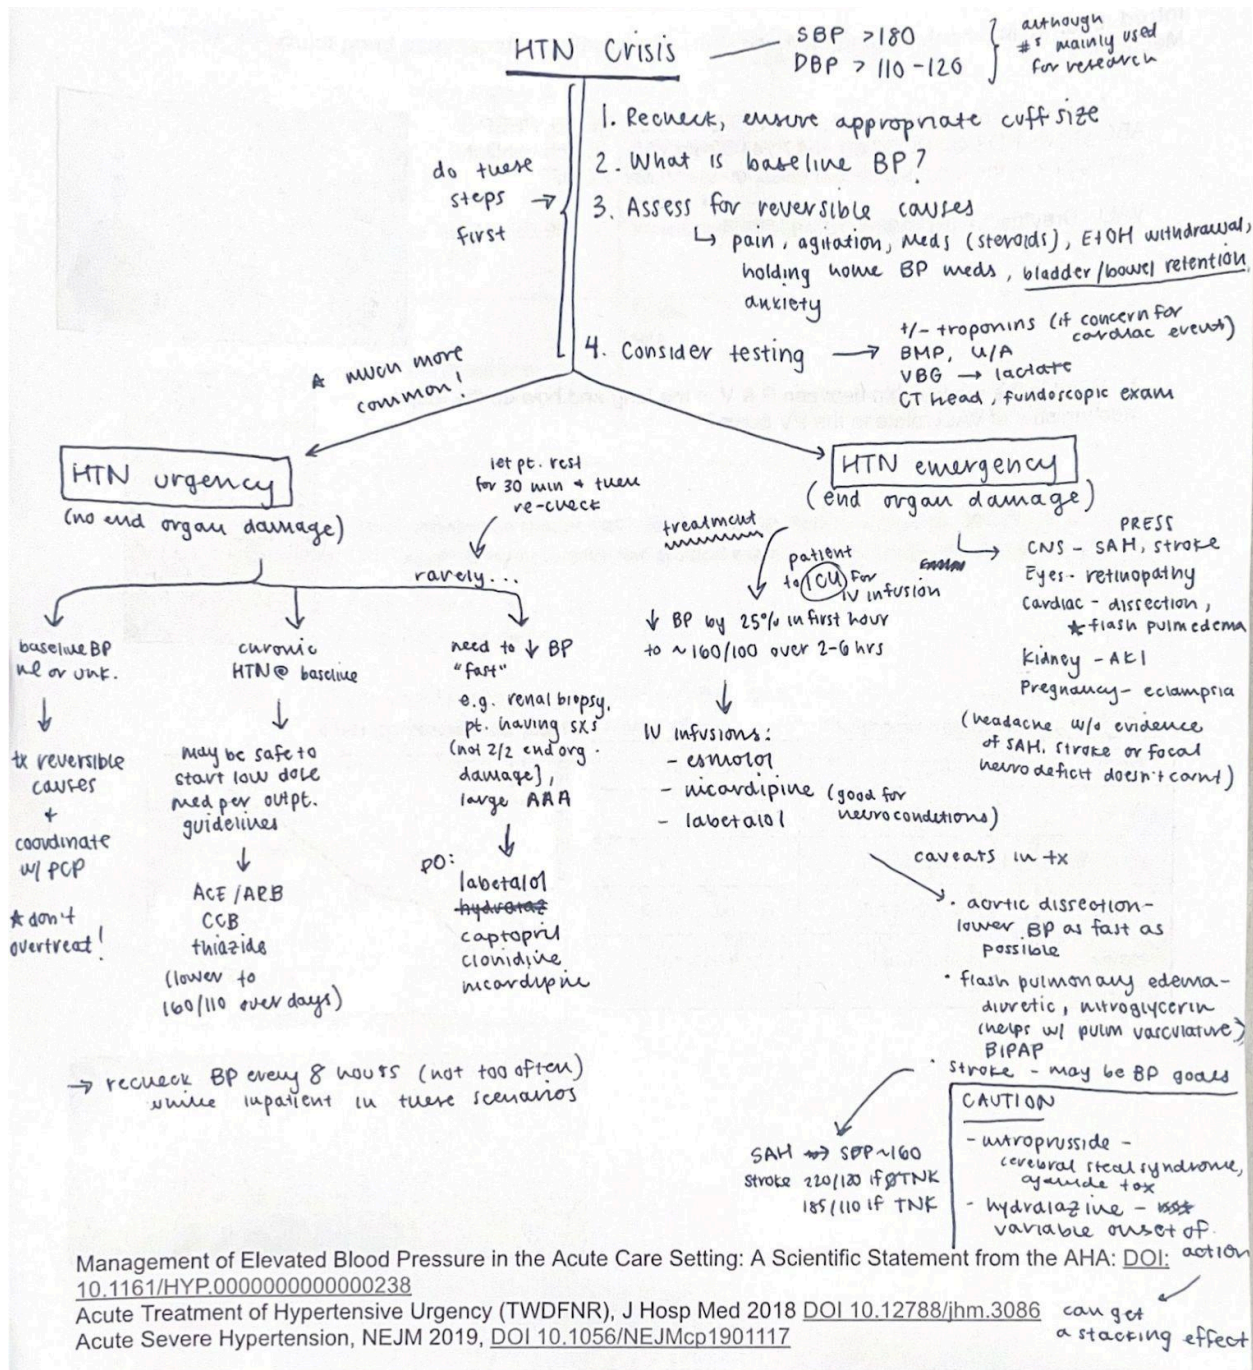 HTN Crisis
SBP >180
DBP > 110-120
although
#s mainly used
for research
do these
steps
first
1. Recheck, ensure appropriate cuff size
2. What is baseline BP?
3. Assess for reversible causes
↳ pain, agitation, meds (steroids), EtOH withdrawal,
holding home BP meds, bladder/bowel retention,
anxiety
4. Consider testing →
+/- troponins (if concern for
cardiac event)
BMP, U/A
VBG → lactate
CT head, fundoscopic exam
★ much more
common!
HTN urgency
(no end organ damage)
let pt. rest
for 30 min + then
re-check
rarely...
baseline BP
nl or unk.
tx reversible
causes
+
coordinate
w/ PCP
★ don't
overtreat!
chronic
HTN @ baseline
may be safe to
start low dose
med per outpt.
guidelines
ACE/ARB
CCB
thiazide
(lower to
160/110 over days)
need to ↓ BP
"fast"
e.g. renal biopsy,
pt. having sxs
(not 2/2 end org.
damage),
large AAA
PO:
labetalol
hydralaz
captopril
clonidine
nicardipine
→ recheck BP every 8 hours (not too often)
while inpatient in these scenarios
HTN emergency
(end organ damage)
treatment
patient
to ICU for
IV infusion
↓ BP by 25% in first hour
to ~160/100 over 2-6 hrs
IV infusions:
- esmolol
- nicardipine (good for
neuro conditions)
- labetalol
PRESS
CNS - SAH, stroke
Eyes - retinopathy
Cardiac - dissection,
★ flash pulm edema
Kidney - AKI
Pregnancy - eclampsia
(headache w/o evidence
of SAH, stroke or focal
neuro deficit doesn't count)
caveats in tx
· aortic dissection -
lower BP as fast as
possible
· flash pulmonary edema -
diuretic, nitroglycerin
(helps w/ pulm vasculature)
BIPAP
· stroke - may be BP goals
SAH → SBP ~160
stroke 220/120 if ØTNK
185/110 if TNK
CAUTION
- nitroprusside -
cerebral steal syndrome,
cyanide tox
- hydralazine -
variable onset of
action
can get
a stacking effect
Management of Elevated Blood Pressure in the Acute Care Setting: A Scientific Statement from the AHA: DOI:
10.1161/HYP.0000000000000238
Acute Treatment of Hypertensive Urgency (TWDFNR), J Hosp Med 2018 DOI 10.12788/jhm.3086
Acute Severe Hypertension, NEJM 2019, DOI 10.1056/NEJMcp1901117